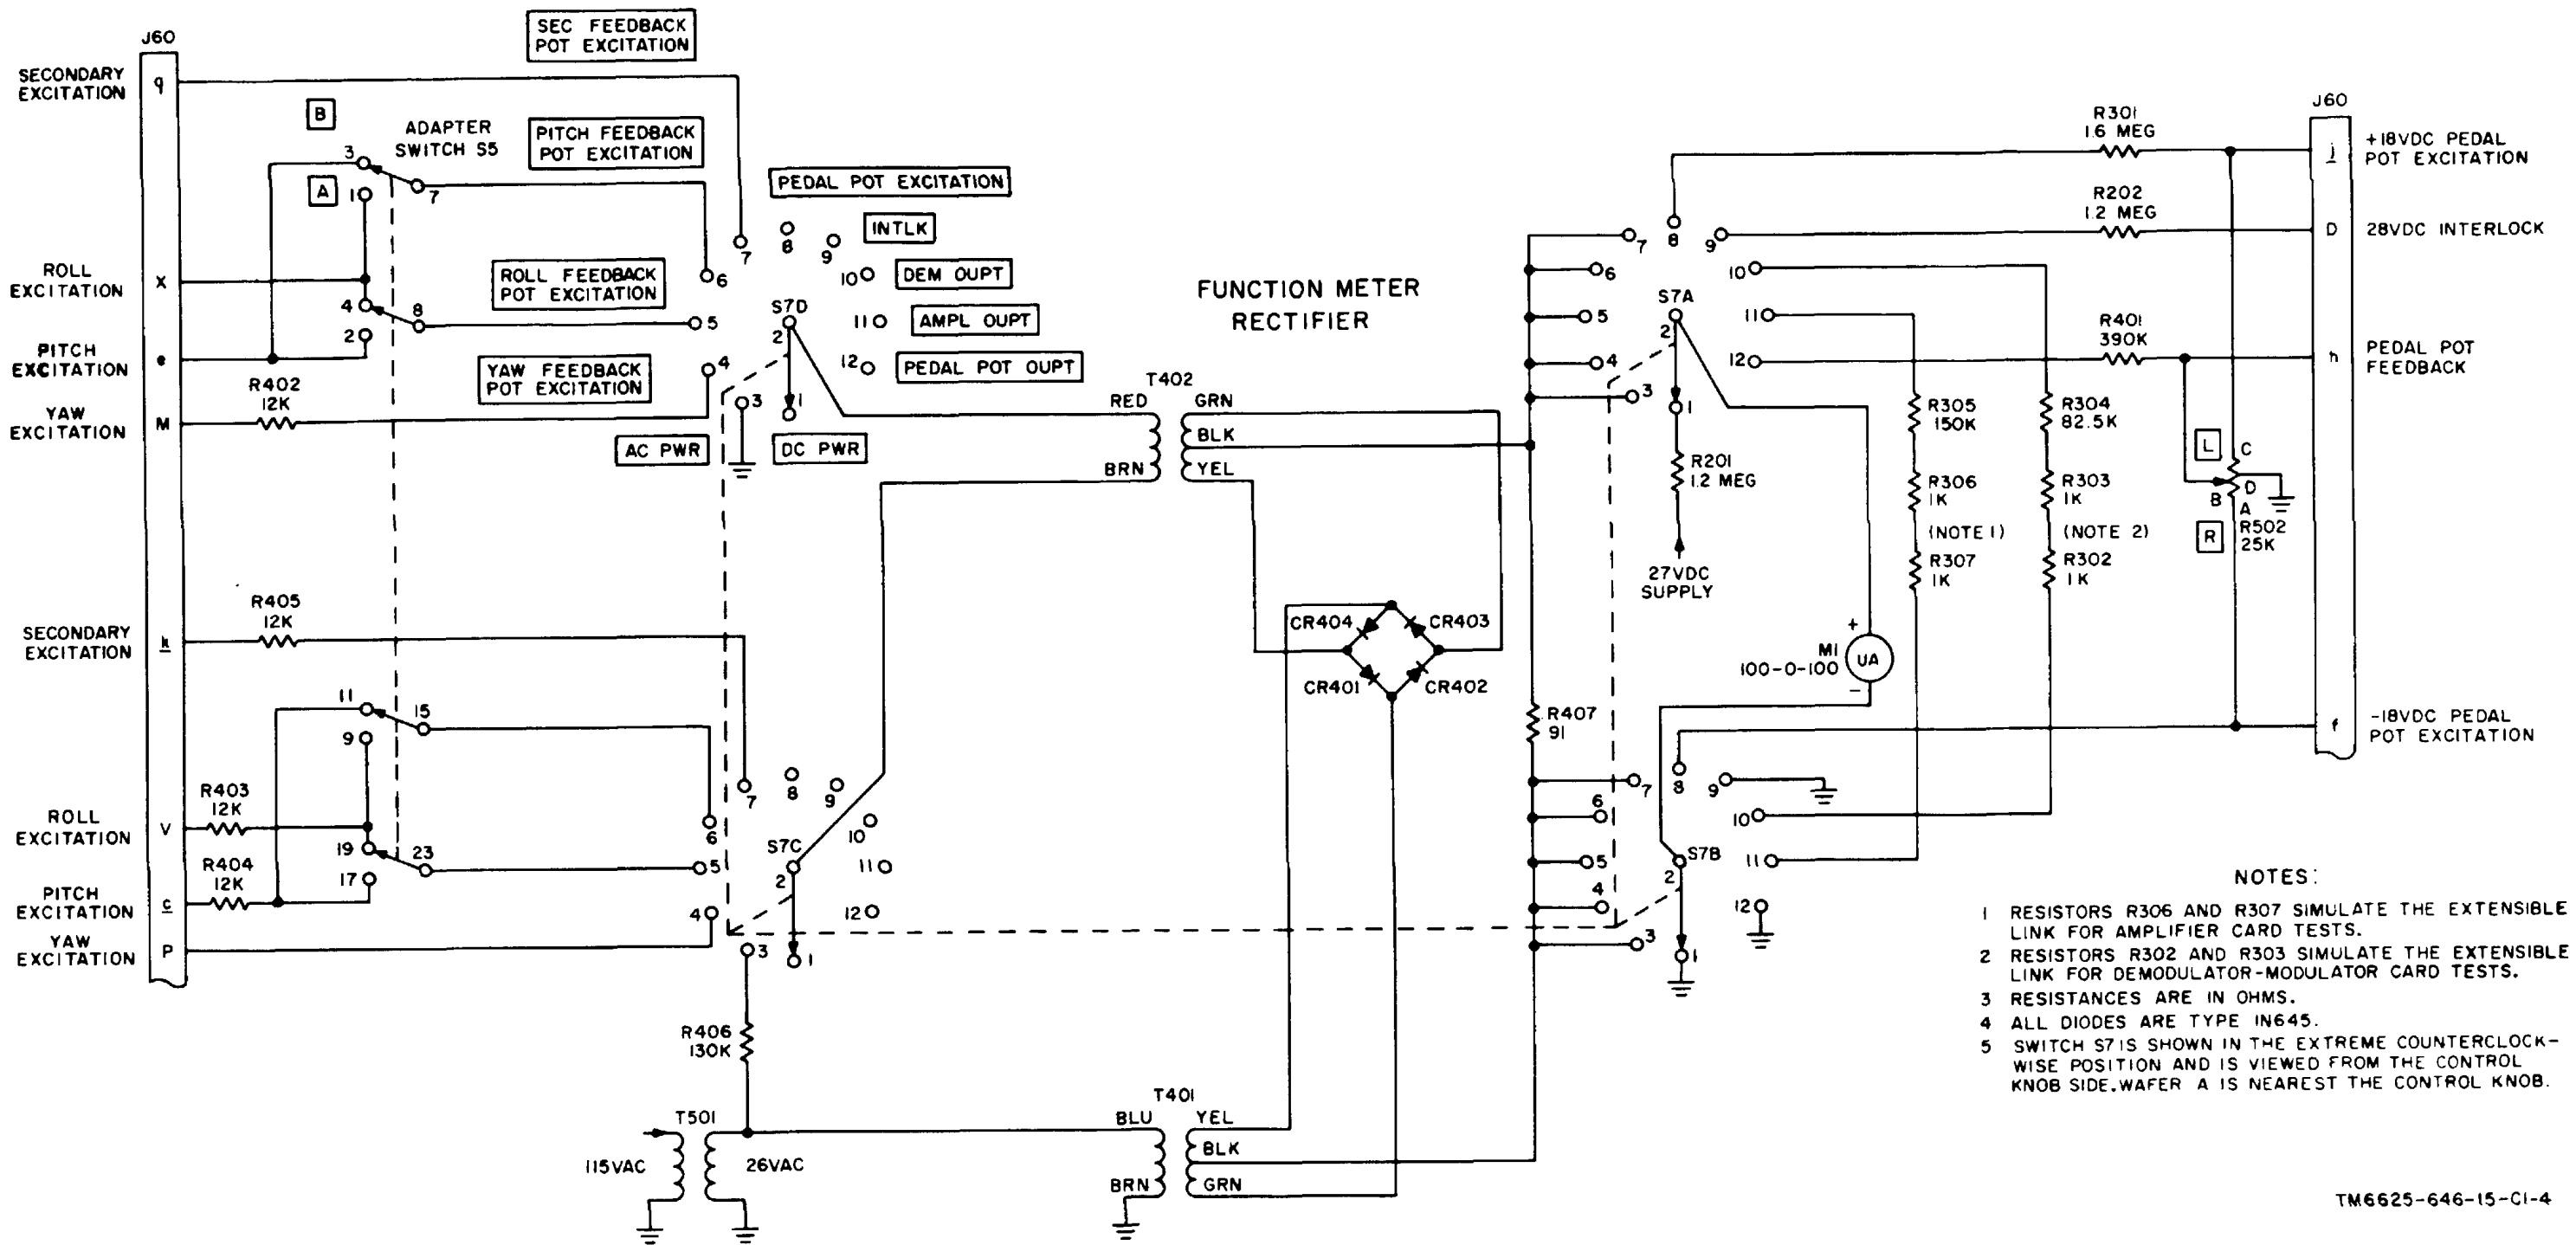 SEC FEEDBACK
POT EXCITATION
J60
SECONDARY
EXCITATION
q
B
ADAPTER
SWITCH S5
PITCH FEEDBACK
POT EXCITATION
3
7
A
1
PEDAL POT EXCITATION
INTLK
7
8
9
ROLL
EXCITATION
x
4
8
ROLL FEEDBACK
POT EXCITATION
6
10
DEM OUPT
S7D
2
5
11
AMPL OUPT
2
PITCH
EXCITATION
e
YAW FEEDBACK
POT EXCITATION
4
12
PEDAL POT OUPT
R402
12K
YAW
EXCITATION
M
3
1
AC PWR
DC PWR
FUNCTION METER
RECTIFIER
T402
RED
GRN
BLK
BRN
YEL
R405
12K
SECONDARY
EXCITATION
k
11
15
9
R403
12K
ROLL
EXCITATION
V
19
23
R404
12K
17
PITCH
EXCITATION
c
YAW
EXCITATION
P
7
8
9
6
10
S7C
2
5
11
4
12
3
1
R406
130K
T501
115VAC
26VAC
T401
BLU
YEL
BLK
BRN
GRN
CR404
CR403
CR401
CR402
R407
91
7
8
9
6
10
S7A
2
5
11
4
12
3
1
R201
1.2 MEG
27VDC
SUPPLY
R301
1.6 MEG
J60
j
+18VDC PEDAL
POT EXCITATION
R202
1.2 MEG
D
28VDC INTERLOCK
R401
390K
h
PEDAL POT
FEEDBACK
R305
150K
R304
82.5K
R306
1K
R303
1K
(NOTE 1)
(NOTE 2)
R307
1K
R302
1K
L
C
B
D
A
R
R502
25K
+
M1
100-0-100
UA
–
f
-18VDC PEDAL
POT EXCITATION
7
8
9
6
10
S7B
2
5
11
4
12
3
1
NOTES:
1 RESISTORS R306 AND R307 SIMULATE THE EXTENSIBLE
LINK FOR AMPLIFIER CARD TESTS.
2 RESISTORS R302 AND R303 SIMULATE THE EXTENSIBLE
LINK FOR DEMODULATOR-MODULATOR CARD TESTS.
3 RESISTANCES ARE IN OHMS.
4 ALL DIODES ARE TYPE IN645.
5 SWITCH S7 IS SHOWN IN THE EXTREME COUNTERCLOCK-
WISE POSITION AND IS VIEWED FROM THE CONTROL
KNOB SIDE. WAFER A IS NEAREST THE CONTROL KNOB.
TM6625-646-15-C1-4